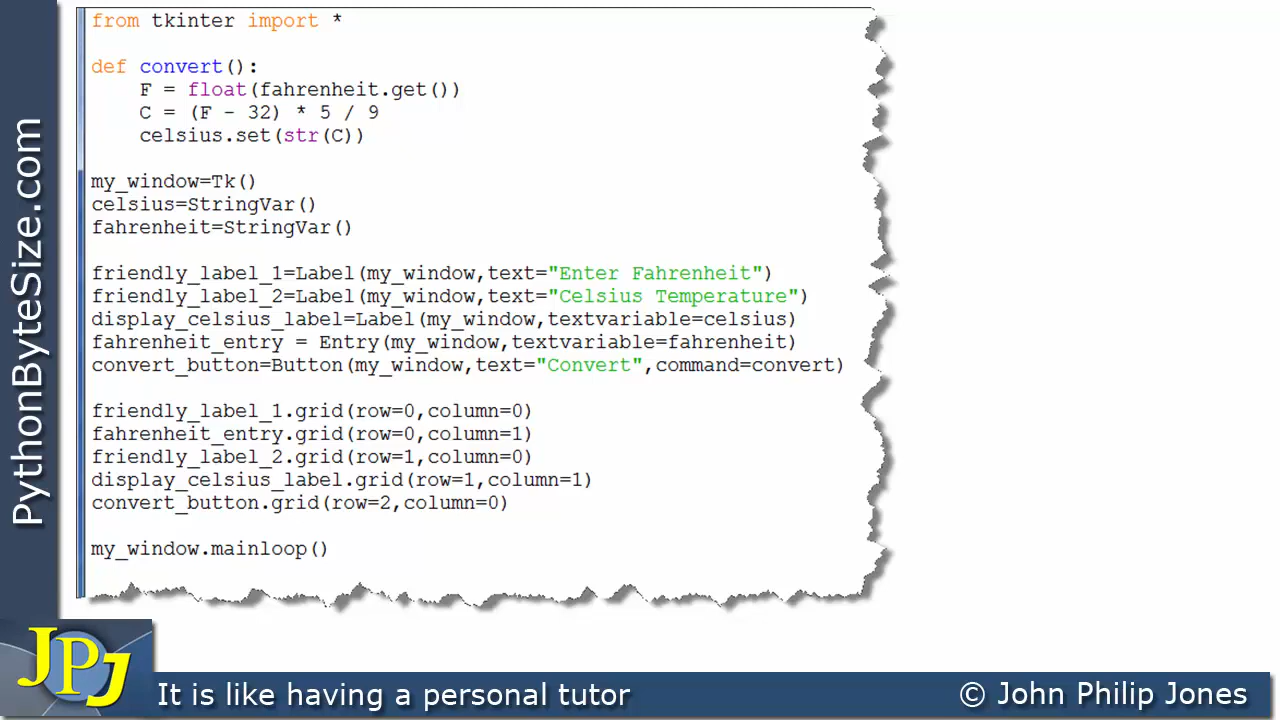 from tkinter import *
def convert():
    F = float(fahrenheit.get())
    C = (F - 32) * 5 / 9
    celsius.set(str(C))
my_window=Tk()
celsius=StringVar()
fahrenheit=StringVar()
friendly_label_1=Label(my_window,text="Enter Fahrenheit")
friendly_label_2=Label(my_window,text="Celsius Temperature")
display_celsius_label=Label(my_window,textvariable=celsius)
fahrenheit_entry = Entry(my_window,textvariable=fahrenheit)
convert_button=Button(my_window,text="Convert",command=convert)
friendly_label_1.grid(row=0,column=0)
fahrenheit_entry.grid(row=0,column=1)
friendly_label_2.grid(row=1,column=0)
display_celsius_label.grid(row=1,column=1)
convert_button.grid(row=2,column=0)
my_window.mainloop()
PythonByteSize.com
JPJ
It is like having a personal tutor
© John Philip Jones